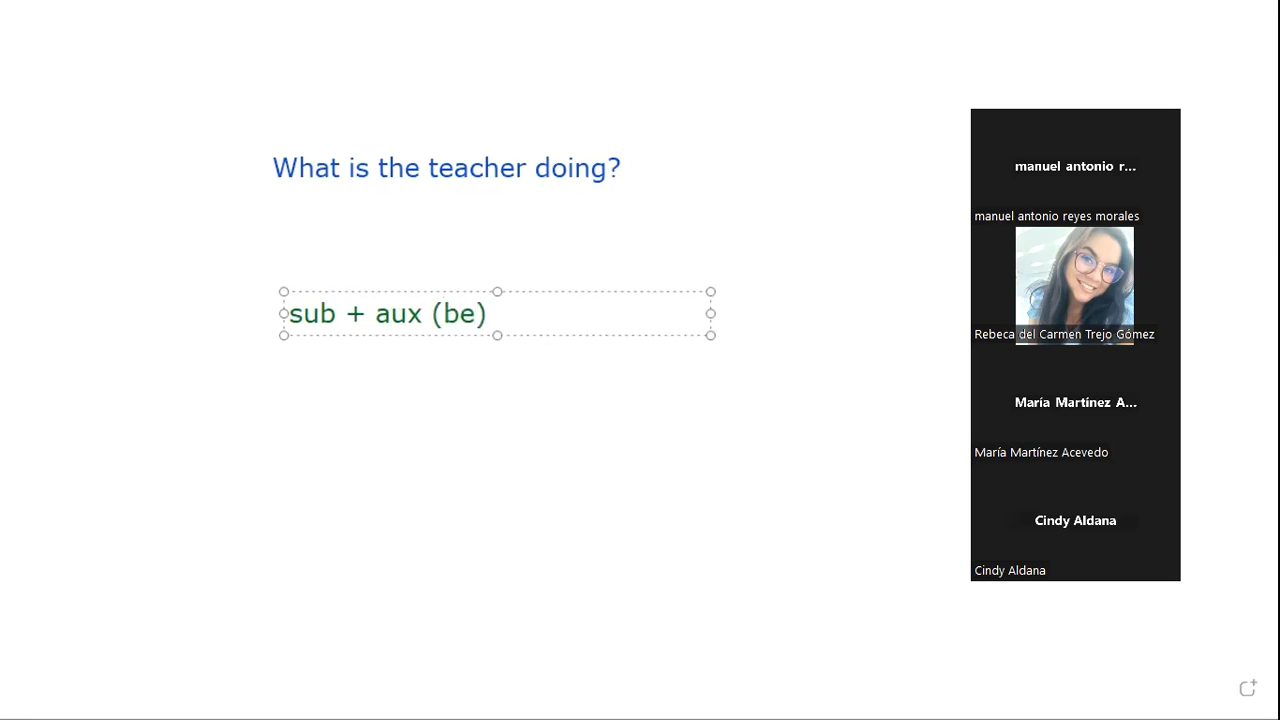 What is the teacher doing?
sub + aux (be)
manuel antonio r...
manuel antonio reyes morales
Rebeca del Carmen Trejo Gómez
María Martínez A...
María Martínez Acevedo
Cindy Aldana
Cindy Aldana